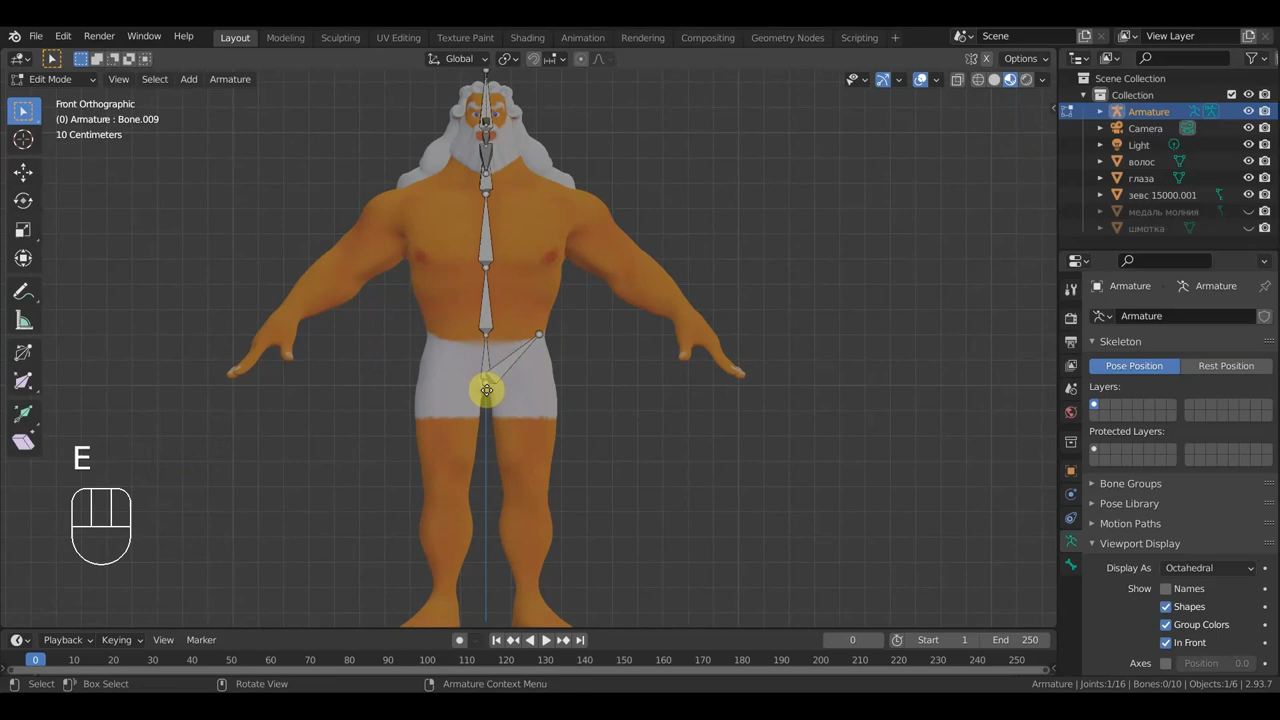 File Edit Render Window Help Layout Modeling Sculpting UV Editing Texture Paint Shading Animation Rendering Compositing Geometry Nodes Scripting + Scene View Layer
Global Options
Edit Mode View Select Add Armature
Front Orthographic
(0) Armature : Bone.009
10 Centimeters
E
Scene Collection
Collection
Armature
Camera
Light
волос
глаза
зевс 15000.001
медаль молния
шмотка
Armature Armature
Armature
Skeleton
Pose Position Rest Position
Layers:
Protected Layers:
Bone Groups
Pose Library
Motion Paths
Viewport Display
Display As Octahedral
Show Names
Shapes
Group Colors
In Front
Axes Position 0.0
Playback Keying View Marker 0 Start 1 End 250
0 10 20 30 40 50 60 70 80 90 100 110 120 130 140 150 160 170 180 190 200 210 220 230 240 250
Select Box Select Rotate View Armature Context Menu Armature | Joints:1/16 | Bones:0/10 | Objects:1/6 | 2.93.7